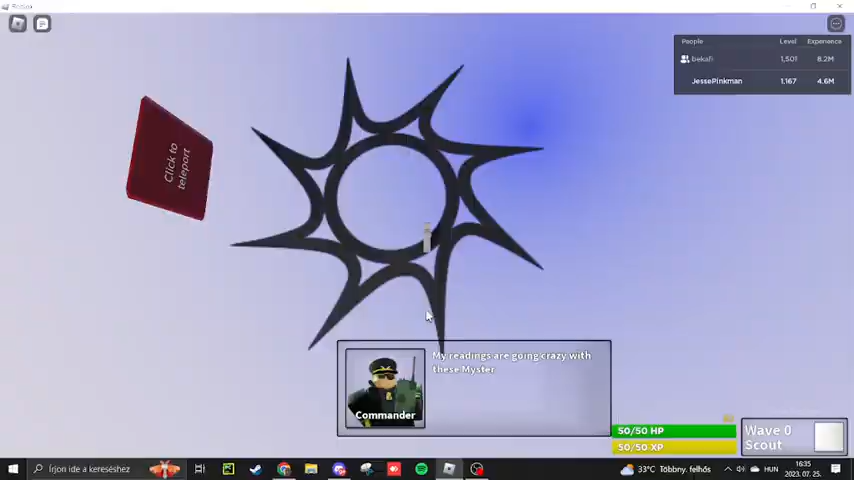 Roblox
People Level Experience
bekafi 1,501 8.2M
JessePinkman 1,167 4.6M
Click to
teleport
My readings are going crazy with
these Myster
Commander
50/50 HP
50/50 XP
Wave 0
Scout
Írjon ide a kereséshez
33°C Többny. felhős
HUN
16:35
2023. 07. 25.